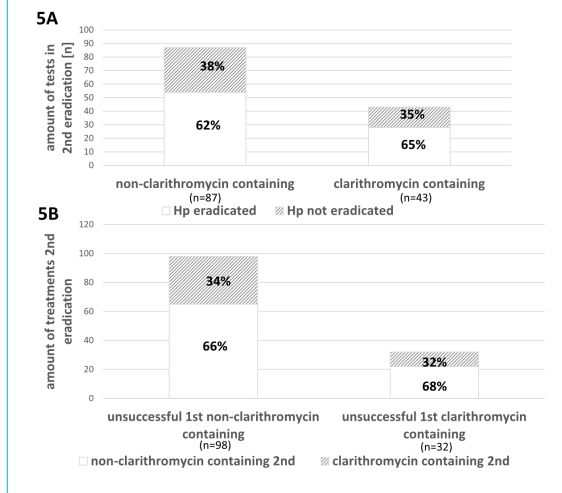 5A
amount of tests in
2nd eradication [n]
100
90
80
70
60
50
40
30
20
10
0
38%
62%
35%
65%
non-clarithromycin containing
(n=87)
clarithromycin containing
(n=43)
Hp eradicated
Hp not eradicated
5B
amount of treatments 2nd
eradication
120
100
80
60
40
20
0
34%
66%
32%
68%
unsuccessful 1st non-clarithromycin
containing
(n=98)
unsuccessful 1st clarithromycin
containing
(n=32)
non-clarithromycin containing 2nd
clarithromycin containing 2nd